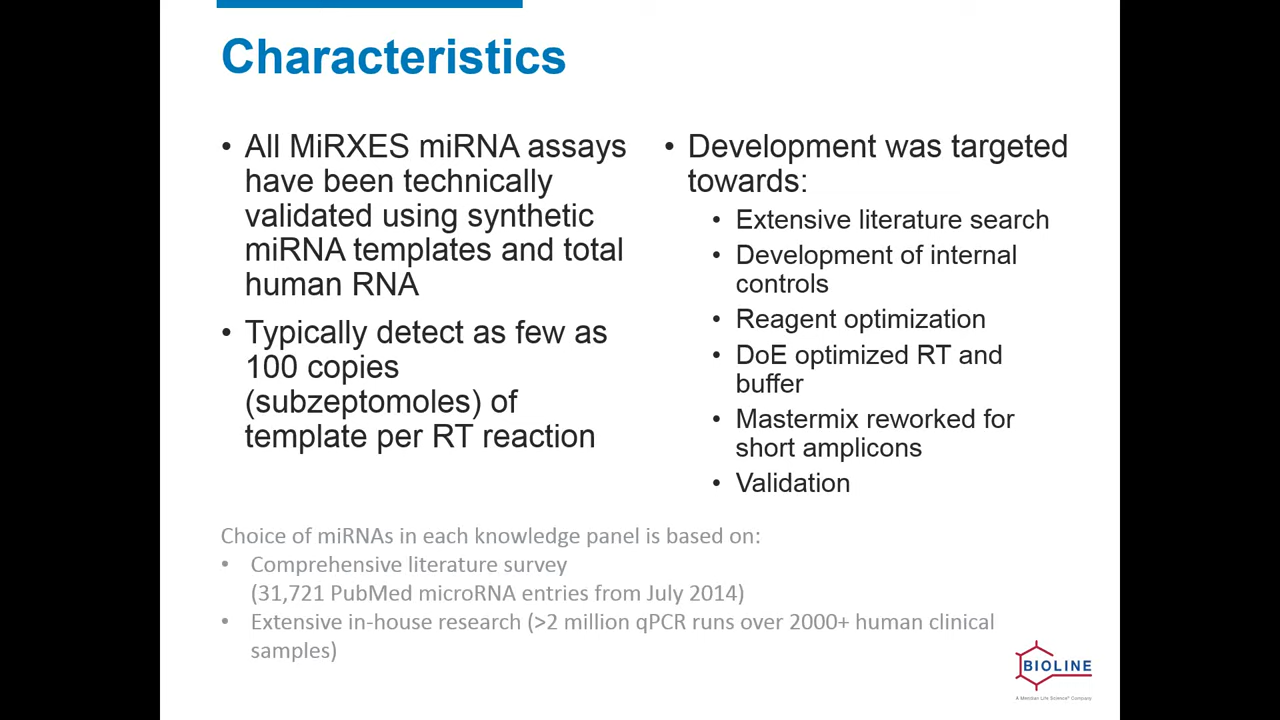 Characteristics
• All MiRXES miRNA assays
have been technically
validated using synthetic
miRNA templates and total
human RNA
• Typically detect as few as
100 copies
(subzeptomoles) of
template per RT reaction
• Development was targeted
towards:
• Extensive literature search
• Development of internal
controls
• Reagent optimization
• DoE optimized RT and
buffer
• Mastermix reworked for
short amplicons
• Validation
Choice of miRNAs in each knowledge panel is based on:
• Comprehensive literature survey
(31,721 PubMed microRNA entries from July 2014)
• Extensive in-house research (>2 million qPCR runs over 2000+ human clinical
samples)
BIOLINE
A Meridian Life Science® Company